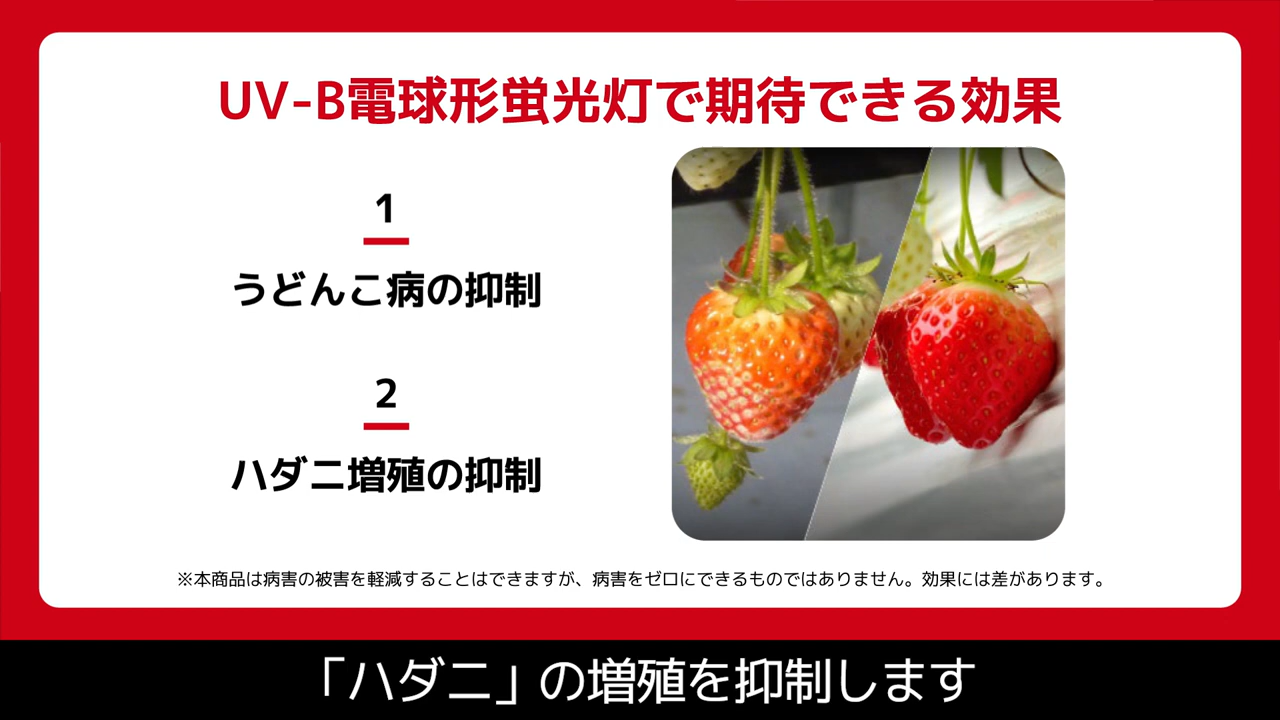 UV-B電球形蛍光灯で期待できる効果
1
うどんこ病の抑制
2
ハダニ増殖の抑制
※本商品は病害の被害を軽減することはできますが、病害をゼロにできるものではありません。効果には差があります。
「ハダニ」の増殖を抑制します